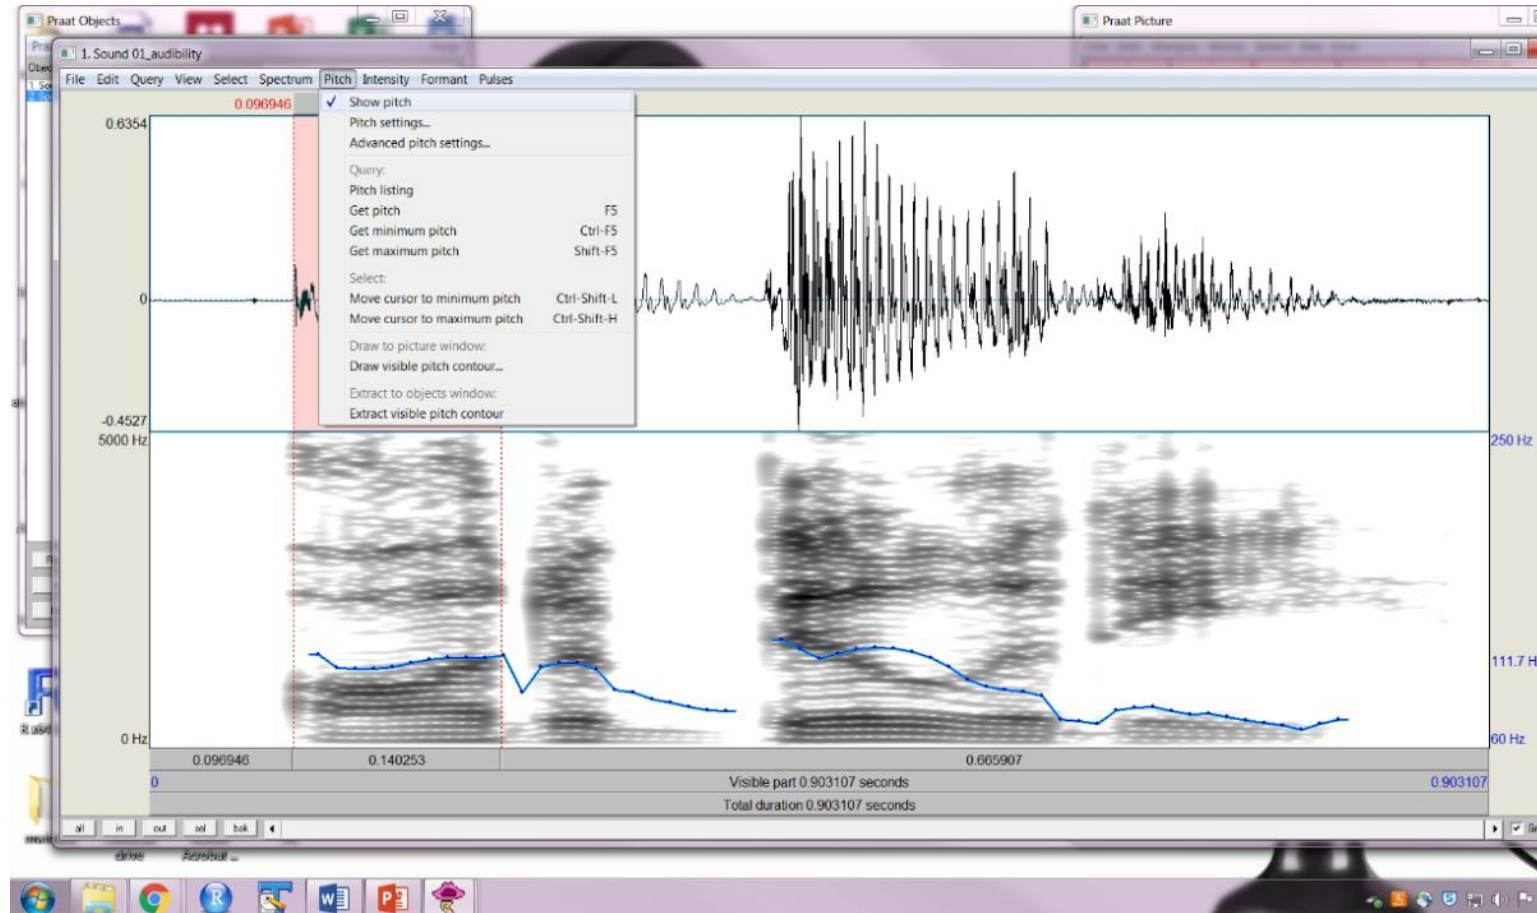 Praat Objects
Praat Picture
1. Sound 01_audibility
File Edit Query View Select Spectrum Pitch Intensity Formant Pulses
0.096946
Show pitch
Pitch settings...
Advanced pitch settings...
Query:
Pitch listing
Get pitch F5
Get minimum pitch Ctrl-F5
Get maximum pitch Shift-F5
Select:
Move cursor to minimum pitch Ctrl-Shift-L
Move cursor to maximum pitch Ctrl-Shift-H
Draw to picture window:
Draw visible pitch contour...
Extract to objects window:
Extract visible pitch contour
0.6354
0
-0.4527
5000 Hz
250 Hz
111.7 H
0 Hz
60 Hz
0.096946 0.140253 0.665907
0 Visible part 0.903107 seconds 0.903107
Total duration 0.903107 seconds
all in out sel bak
drive